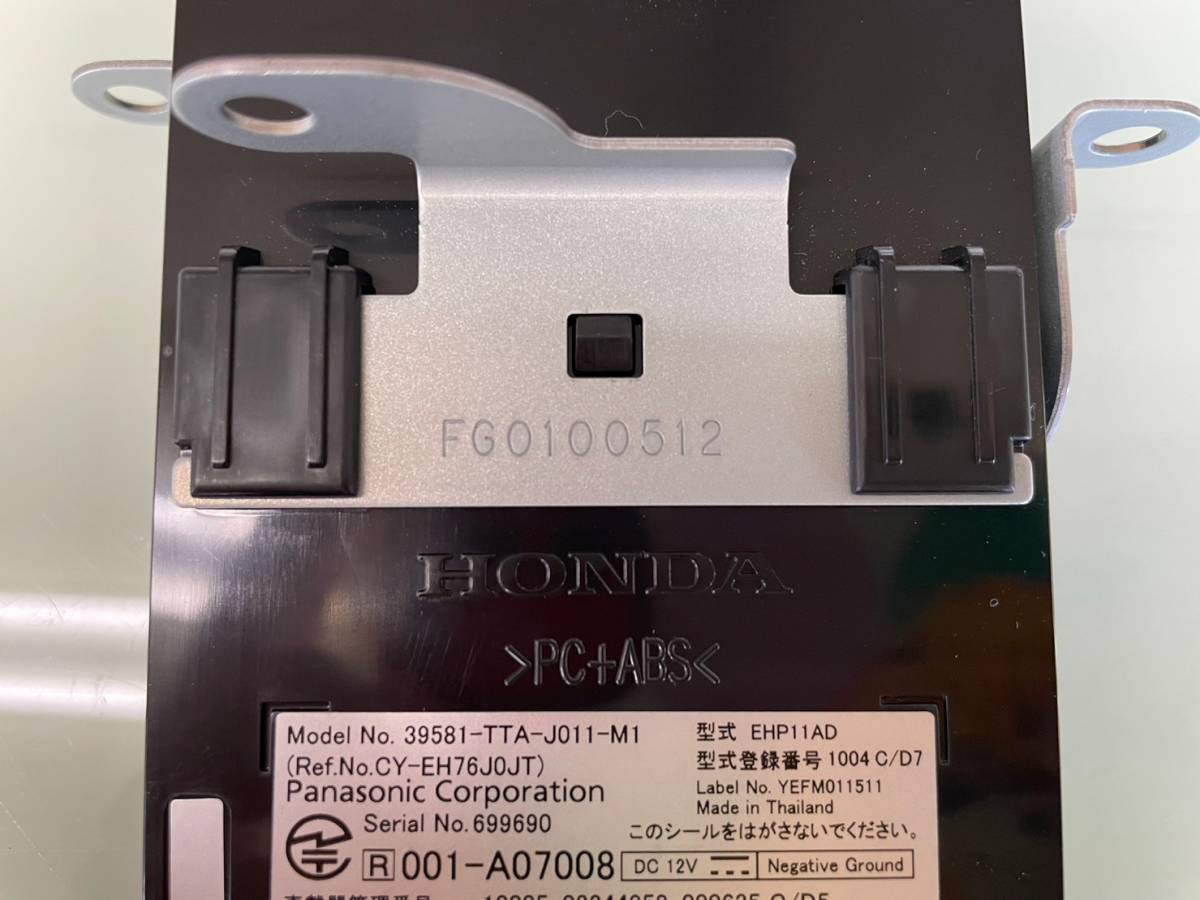 FG0100512
HONDA
>PC+ABS<
Model No. 39581-TTA-J011-M1
(Ref.No.CY-EH76J0JT)
Panasonic Corporation
Serial No. 699690
型式 EHP11AD
型式登録番号 1004 C/D7
Label No. YEFM011511
Made in Thailand
このシールをはがさないでください。
R 001-A07008 DC 12V Negative Ground